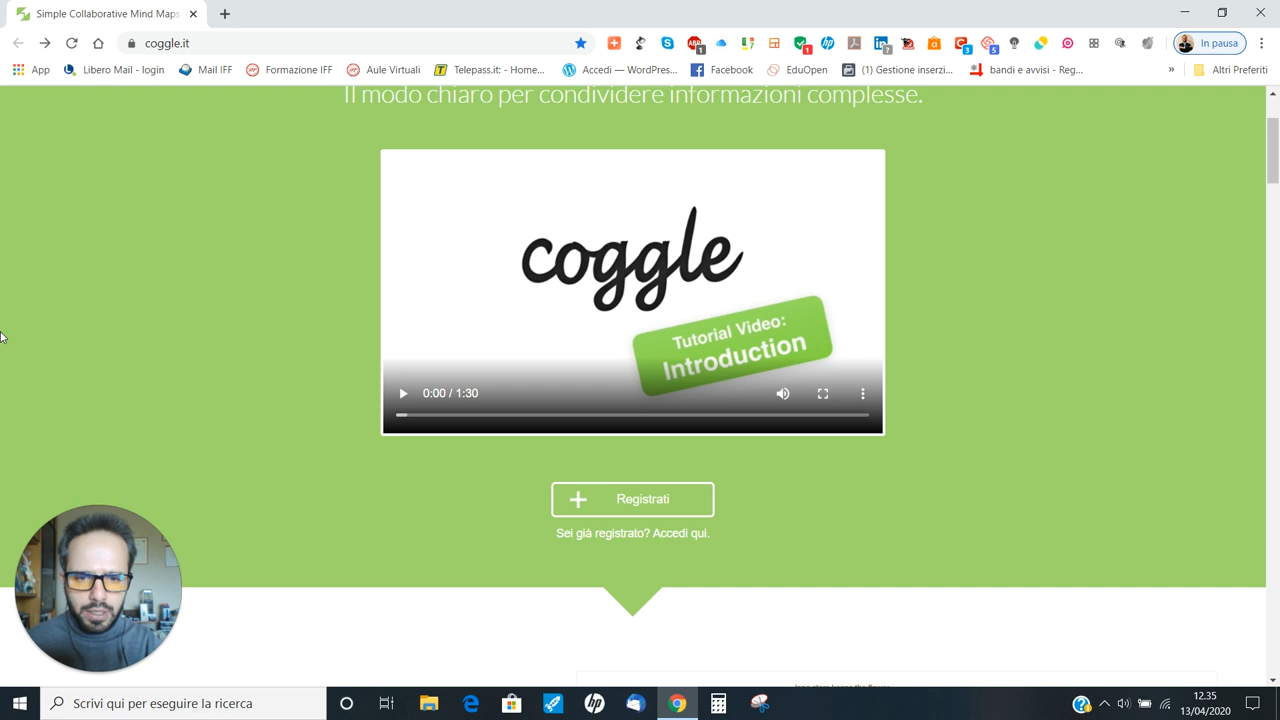 Simple Collaborative Mind Maps
coggle.it
In pausa
App
Libero Mail - login
Mail IFF
Formazione IFF
Aule Virtuali
Telepass.it: - Home...
Accedi — WordPres...
Facebook
EduOpen
(1) Gestione inserzi...
bandi e avvisi - Reg...
»
Altri Preferiti
Il modo chiaro per condividere informazioni complesse.
coggle
Tutorial Video:
Introduction
0:00 / 1:30
Registrati
Sei già registrato? Accedi qui.
Scrivi qui per eseguire la ricerca
12.35
13/04/2020